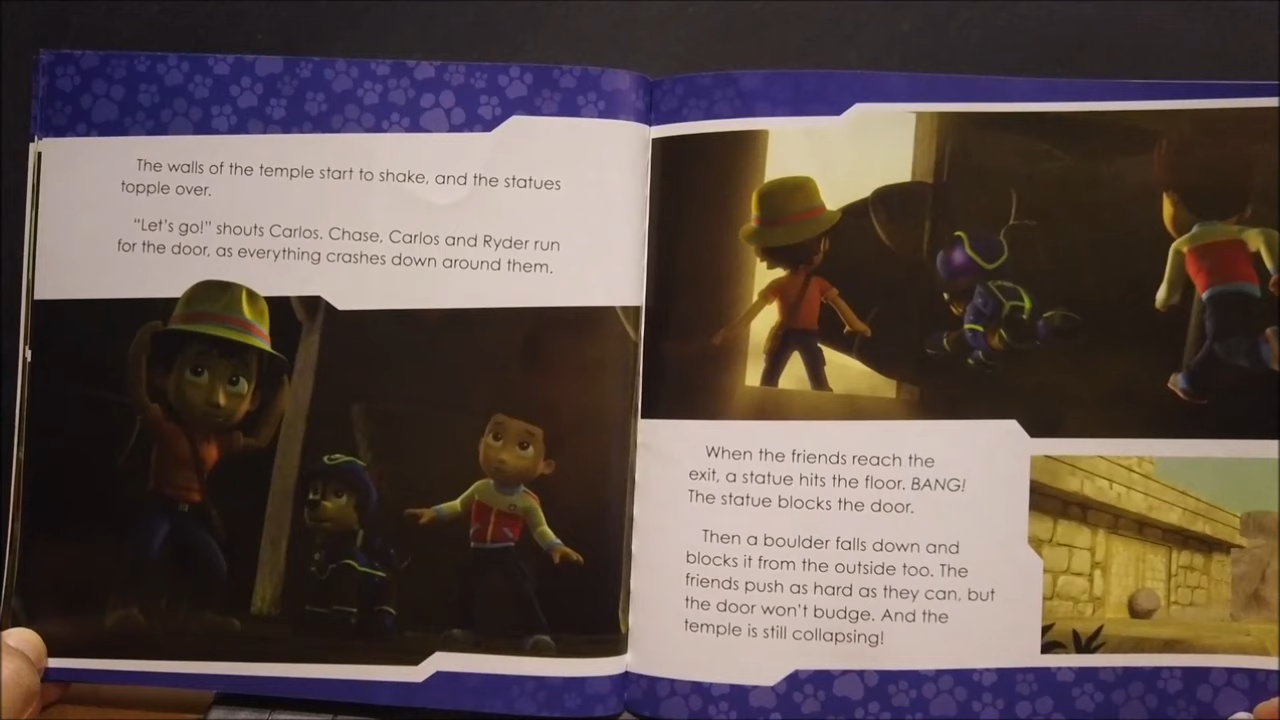 The walls of the temple start to shake, and the statues
topple over.
“Let’s go!” shouts Carlos. Chase, Carlos and Ryder run
for the door, as everything crashes down around them.
When the friends reach the
exit, a statue hits the floor. BANG!
The statue blocks the door.
Then a boulder falls down and
blocks it from the outside too. The
friends push as hard as they can, but
the door won’t budge. And the
temple is still collapsing!